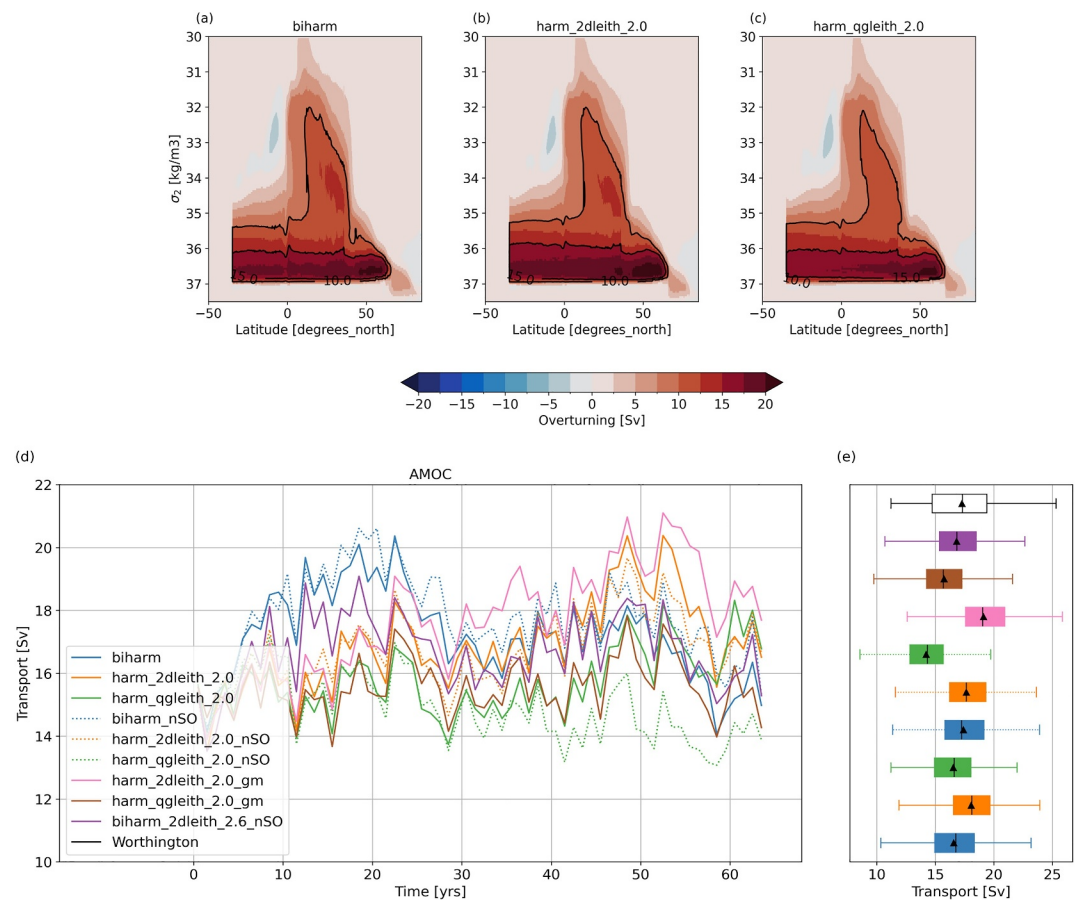 (a)
biharm
(b)
harm_2dleith_2.0
(c)
harm_qgleith_2.0
30
31
32
33
34
35
36
37
σ2 [kg/m3]
15.0
10.0
−50
0
50
Latitude [degrees_north]
30
31
32
33
34
35
36
37
15.0
10.0
−50
0
50
Latitude [degrees_north]
30
31
32
33
34
35
36
37
10.0
15.0
−50
0
50
Latitude [degrees_north]
−20 −15 −10 −5 0 5 10 15 20
Overturning [Sv]
(d)
AMOC
22
20
18
16
14
12
10
Transport [Sv]
biharm
harm_2dleith_2.0
harm_qgleith_2.0
biharm_nSO
harm_2dleith_2.0_nSO
harm_qgleith_2.0_nSO
harm_2dleith_2.0_gm
harm_qgleith_2.0_gm
biharm_2dleith_2.6_nSO
Worthington
0 10 20 30 40 50 60
Time [yrs]
(e)
10 15 20 25
Transport [Sv]